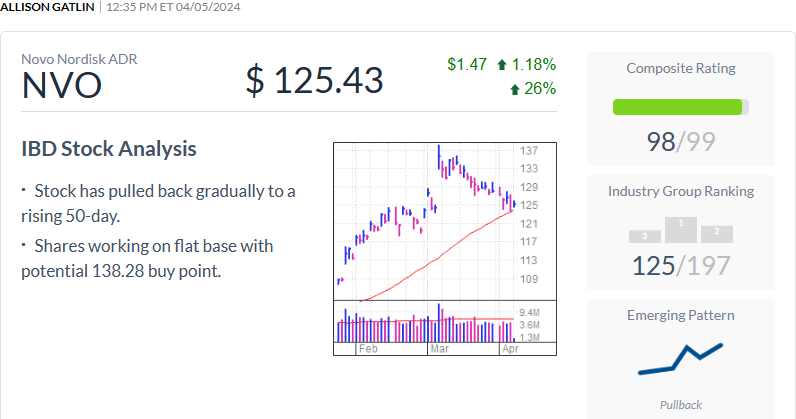 ALLISON GATLIN | 12:35 PM ET 04/05/2024
Novo Nordisk ADR
NVO
$ 125.43
$1.47 1.18%
26%
IBD Stock Analysis
• Stock has pulled back gradually to a
rising 50-day.
• Shares working on flat base with
potential 138.28 buy point.
137
133
129
125
121
117
113
109
9.4M
3.6M
1.3M
Feb Mar Apr
Composite Rating
98/99
Industry Group Ranking
3 1 2
125/197
Emerging Pattern
Pullback